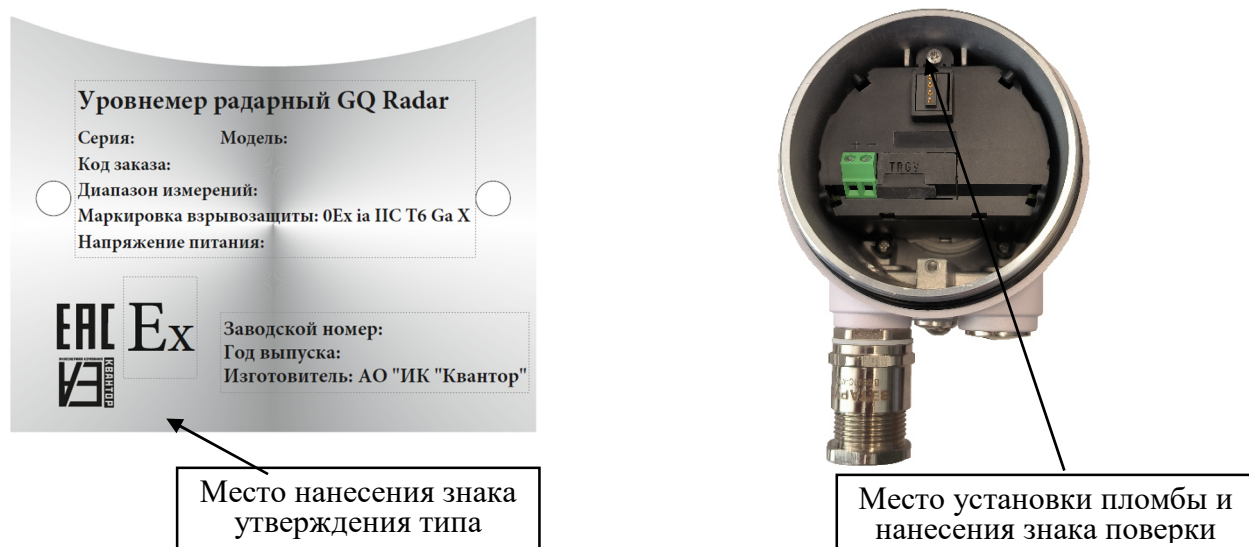 Уровнемер радарный GQ Radar
Серия: Модель:
Код заказа:
Диапазон измерений:
Маркировка взрывозащиты: 0Ex ia IIC T6 Ga X
Напряжение питания:
EAC Ex
КВАНТОР
Заводской номер:
Год выпуска:
Изготовитель: АО "ИК "Квантор"
Место нанесения знака
утверждения типа
+ −
TRGV
Место установки пломбы и
нанесения знака поверки